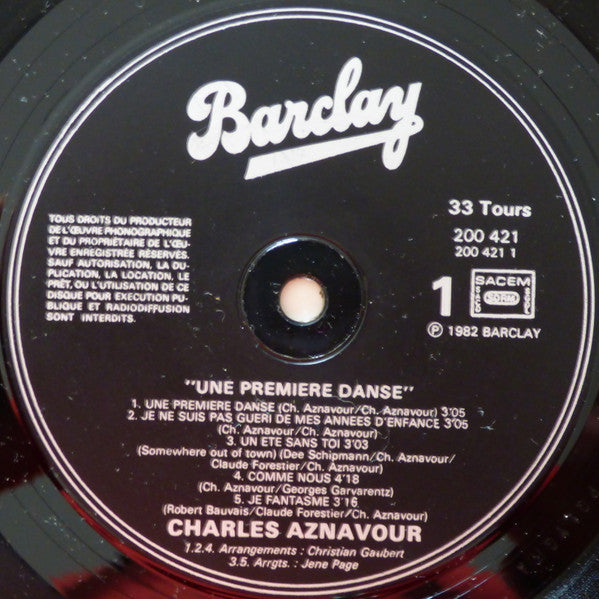 Barclay
TOUS DROITS DU PRODUCTEUR
DE L'ŒUVRE PHONOGRAPHIQUE
ET DU PROPRIÉTAIRE DE L'ŒU-
VRE ENREGISTRÉE RÉSERVÉS.
SAUF AUTORISATION, LA DU-
PLICATION, LA LOCATION, LE
PRÊT, OU L'UTILISATION DE CE
DISQUE POUR EXECUTION PU-
BLIQUE ET RADIODIFFUSION
SONT INTERDITS.
33 Tours
200 421
200 421 1
1
SACEM
SDRM
SACD
SGDL
℗ 1982 BARCLAY
"UNE PREMIERE DANSE"
1. UNE PREMIERE DANSE (Ch. Aznavour/Ch. Aznavour) 3'05
2. JE NE SUIS PAS GUERI DE MES ANNEES D'ENFANCE 3'05
(Ch. Aznavour/Ch. Aznavour)
3. UN ETE SANS TOI 3'03
(Somewhere out of town) (Dee Schipmann/Ch. Aznavour/
Claude Forestier/Ch. Aznavour)
4. COMME NOUS 4'18
(Ch. Aznavour/Georges Garvarentz)
5. JE FANTASME 3'16
(Robert Bauvais/Claude Forestier/Ch. Aznavour)
CHARLES AZNAVOUR
1.2.4. Arrangements : Christian Gaubert
3.5. Arrgts. : Jene Page